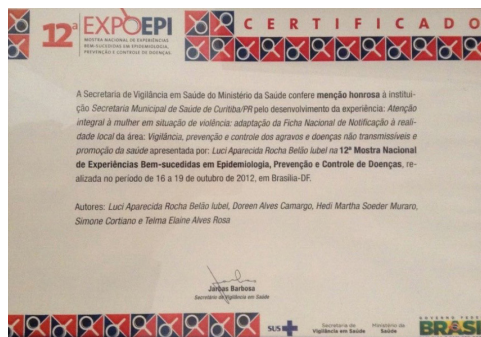 12ª EXPOEPI
MOSTRA NACIONAL DE EXPERIÊNCIAS
BEM-SUCEDIDAS EM EPIDEMIOLOGIA,
PREVENÇÃO E CONTROLE DE DOENÇAS
CERTIFICADO
A Secretaria de Vigilância em Saúde do Ministério da Saúde confere menção honrosa à institui-
ção Secretaria Municipal de Saúde de Curitiba/PR pelo desenvolvimento da experiência: Atenção
integral à mulher em situação de violência: adaptação da Ficha Nacional de Notificação à reali-
dade local da área: Vigilância, prevenção e controle dos agravos e doenças não transmissíveis e
promoção da saúde apresentada por: Luci Aparecida Rocha Belão Iubel na 12ª Mostra Nacional
de Experiências Bem-sucedidas em Epidemiologia, Prevenção e Controle de Doenças, re-
alizada no período de 16 a 19 de outubro de 2012, em Brasília-DF.
Autores: Luci Aparecida Rocha Belão Iubel, Doreen Alves Camargo, Hedi Martha Soeder Muraro,
Simone Cortiano e Telma Elaine Alves Rosa
Jarbas Barbosa
Secretário de Vigilância em Saúde
SUS
Secretaria de
Vigilância em Saúde
Ministério da
Saúde
BRASI